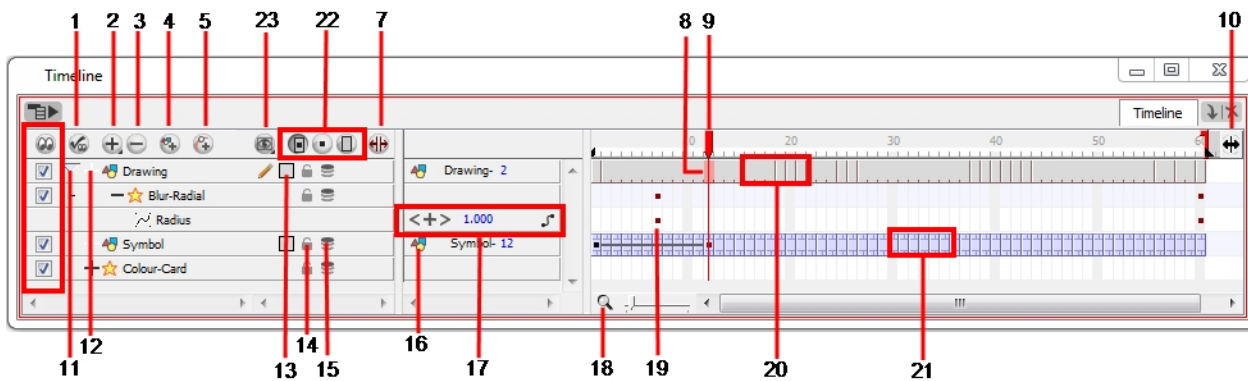 1 2 3 4 5 23 22 7 8 9 10
Timeline
Timeline
10 20 30 40 50 60
Drawing
Drawing- 2
Blur-Radial
Radius
1.000
Symbol
Symbol- 12
Colour-Card
11 12 13 14 15 16 17 18 19 20 21